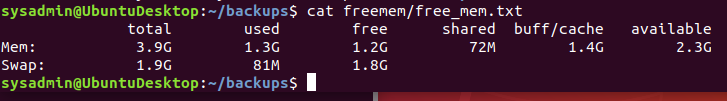 sysadmin@UbuntuDesktop:~/backups$ cat freemem/free_mem.txt
              total        used        free      shared  buff/cache   available
Mem:           3.9G        1.3G        1.2G         72M        1.4G        2.3G
Swap:          1.9G         81M        1.8G
sysadmin@UbuntuDesktop:~/backups$